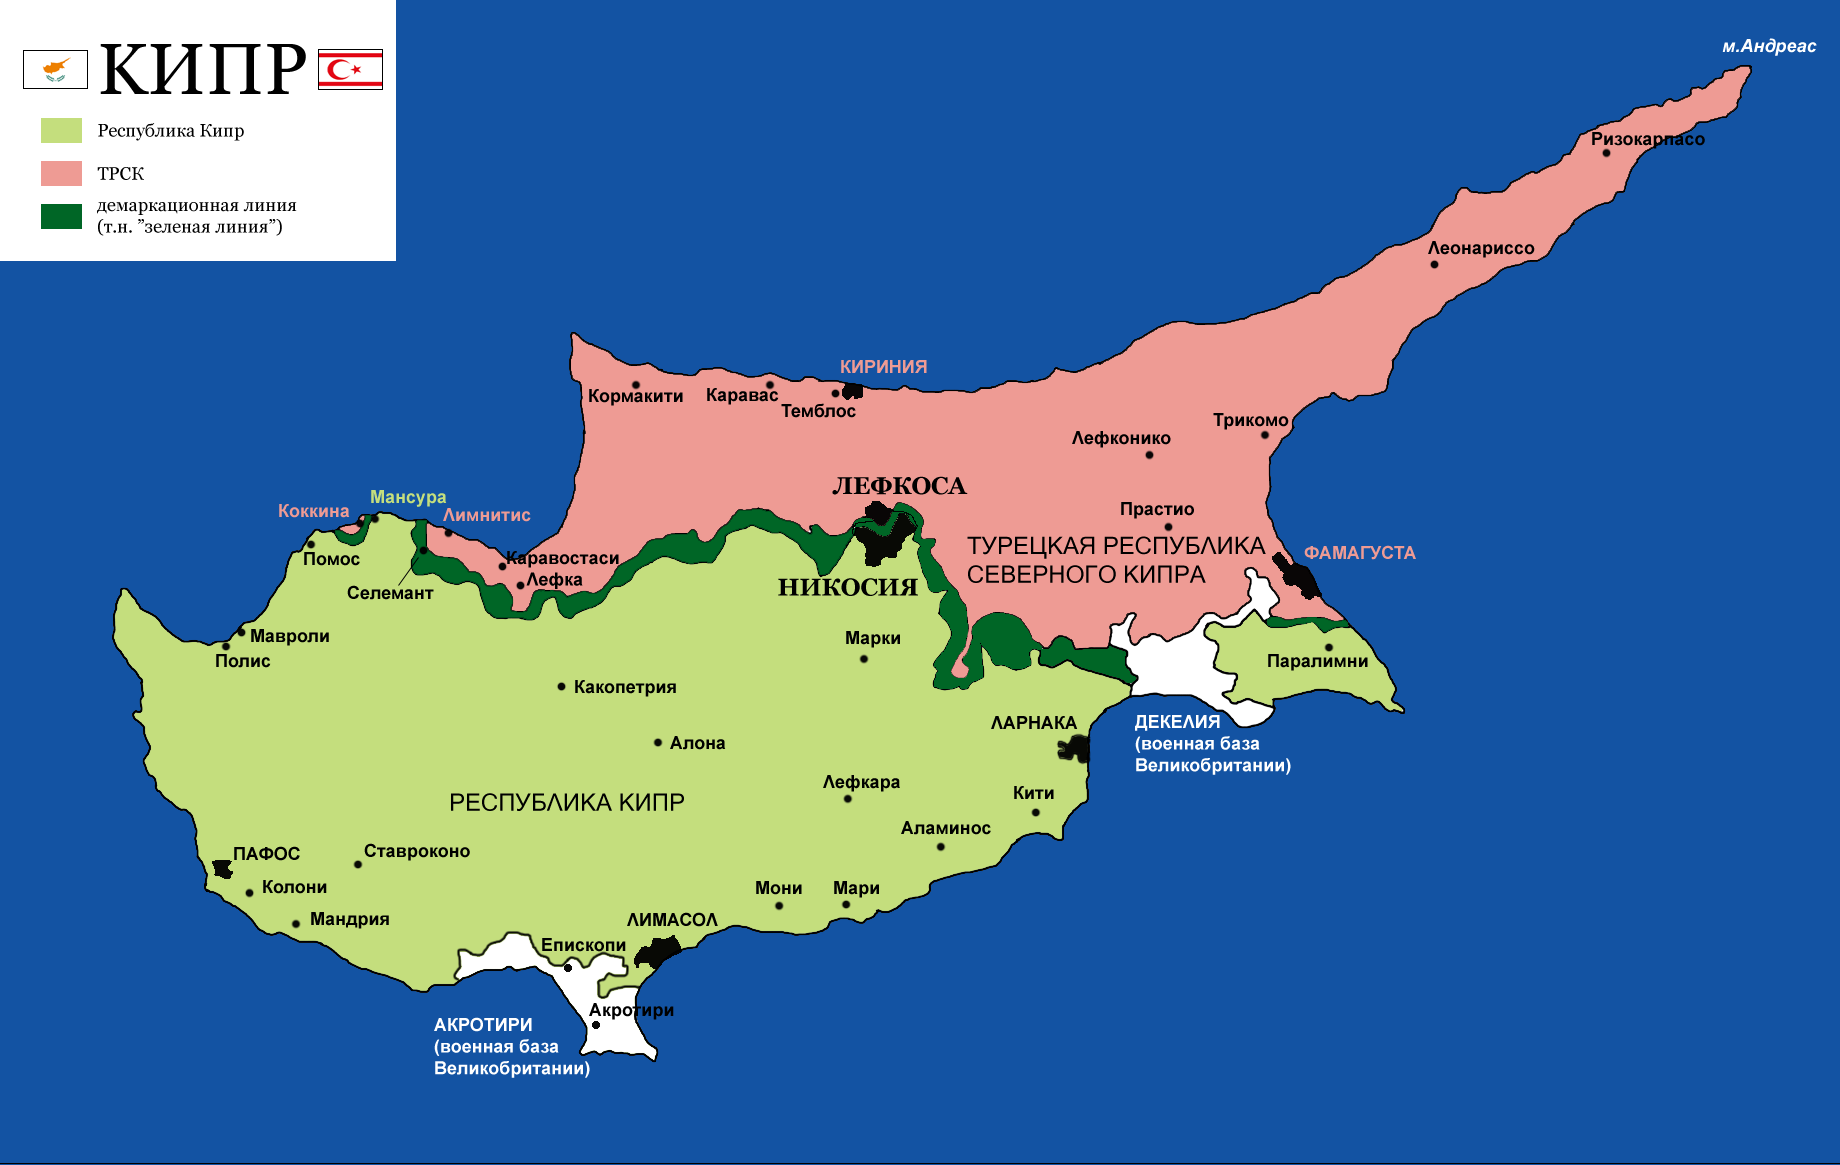 КИПР
Республика Кипр
ТРСК
демаркационная линия
(т.н. ”зеленая линия”)
м.Андреас
Ризокарпасо
Леонариссо
КИРИНИЯ
Кормакити
Каравас
Темблос
Трикомо
Лефконико
ЛЕФКОСА
Прастио
Мансура
Коккина
Лимнитис
ТУРЕЦКАЯ РЕСПУБЛИКА
СЕВЕРНОГО КИПРА
ФАМАГУСТА
Помос
Каравостаси
Лефка
Селемант
НИКОСИЯ
Мавроли
Полис
Марки
Паралимни
Какопетрия
ЛАРНАКА
ДЕКЕЛИЯ
(военная база
Великобритании)
Алона
Лефкара
Кити
РЕСПУБЛИКА КИПР
Аламинос
ПАФОС
Ставроконо
Колони
Мони
Мари
Мандрия
ЛИМАСОЛ
Епископи
Акротири
АКРОТИРИ
(военная база
Великобритании)